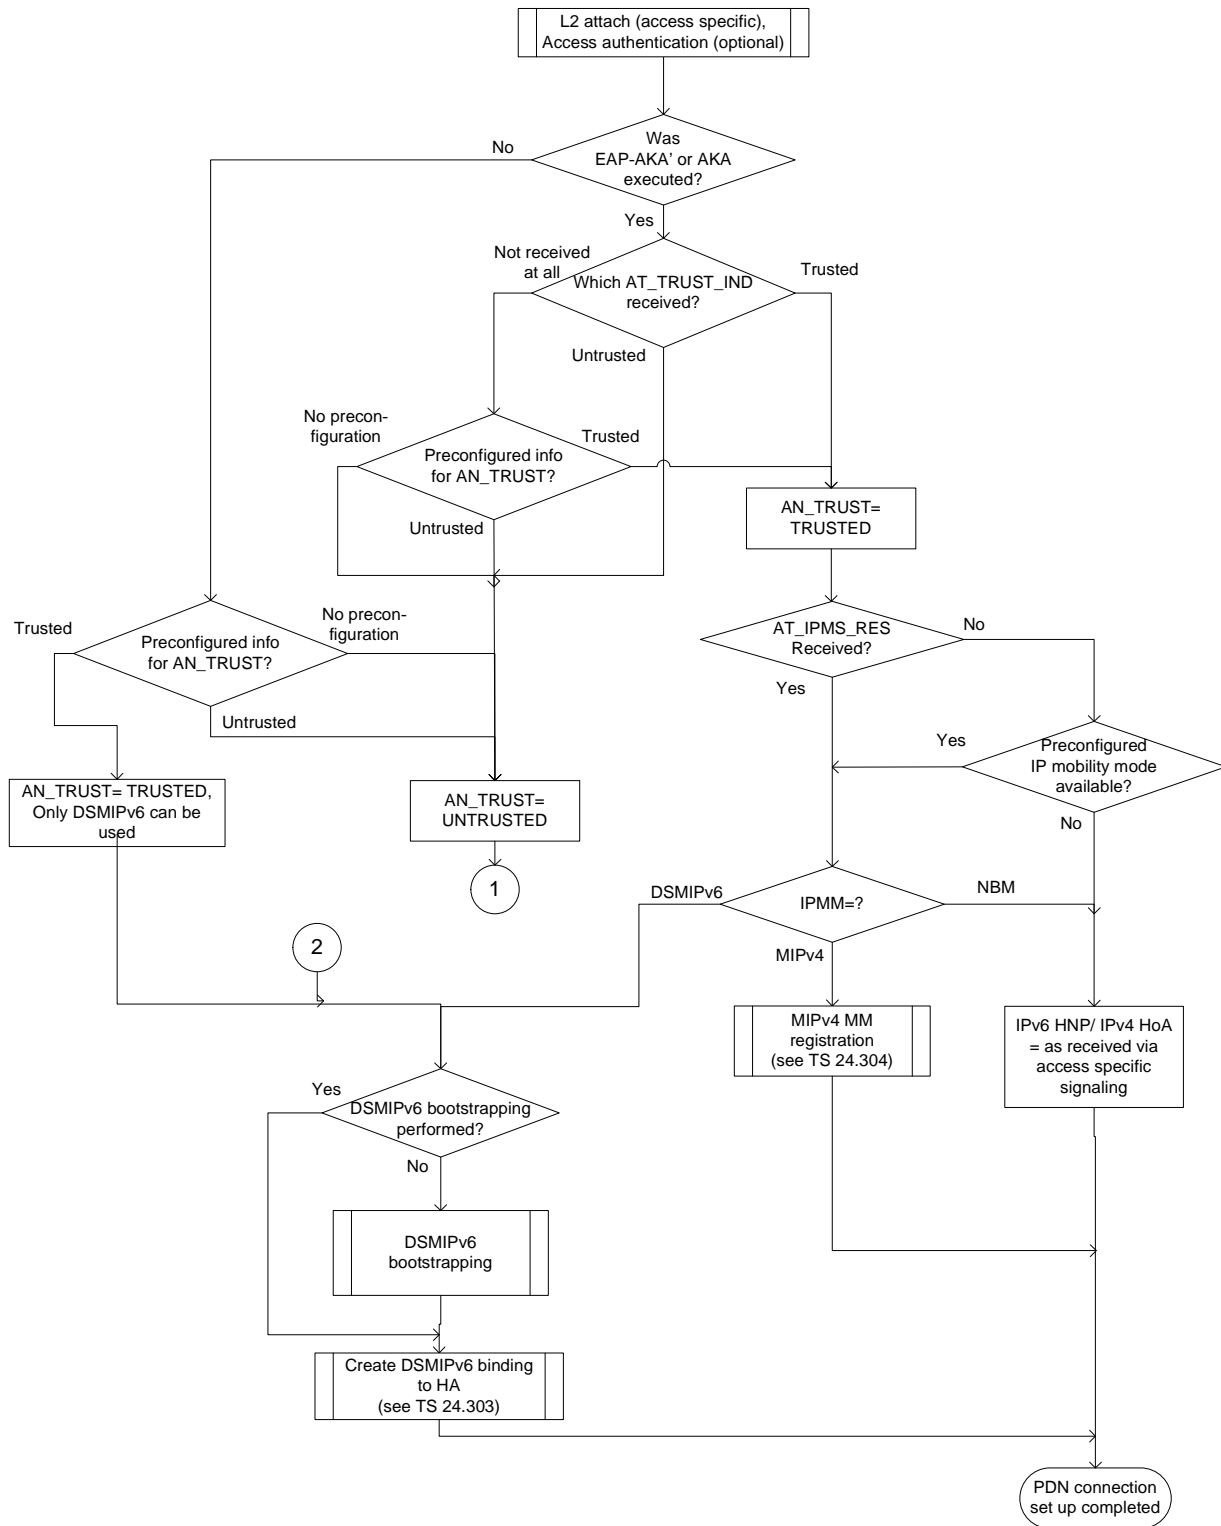 L2 attach (access specific),
Access authentication (optional)
Was
EAP-AKA' or AKA
executed?
No
Yes
Not received
at all
Which AT_TRUST_IND
received?
Trusted
Untrusted
No precon-
figuration
Trusted
Preconfigured info
for AN_TRUST?
Untrusted
AN_TRUST=
TRUSTED
Trusted
No precon-
figuration
Preconfigured info
for AN_TRUST?
Untrusted
AT_IPMS_RES
Received?
No
Yes
Yes
Preconfigured
IP mobility mode
available?
No
AN_TRUST= TRUSTED,
Only DSMIPv6 can be
used
AN_TRUST=
UNTRUSTED
1
DSMIPv6
IPMM=?
NBM
MIPv4
2
MIPv4 MM
registration
(see TS 24.304)
IPv6 HNP/ IPv4 HoA
= as received via
access specific
signaling
Yes
DSMIPv6 bootstrapping
performed?
No
DSMIPv6
bootstrapping
Create DSMIPv6 binding
to HA
(see TS 24.303)
PDN connection
set up completed